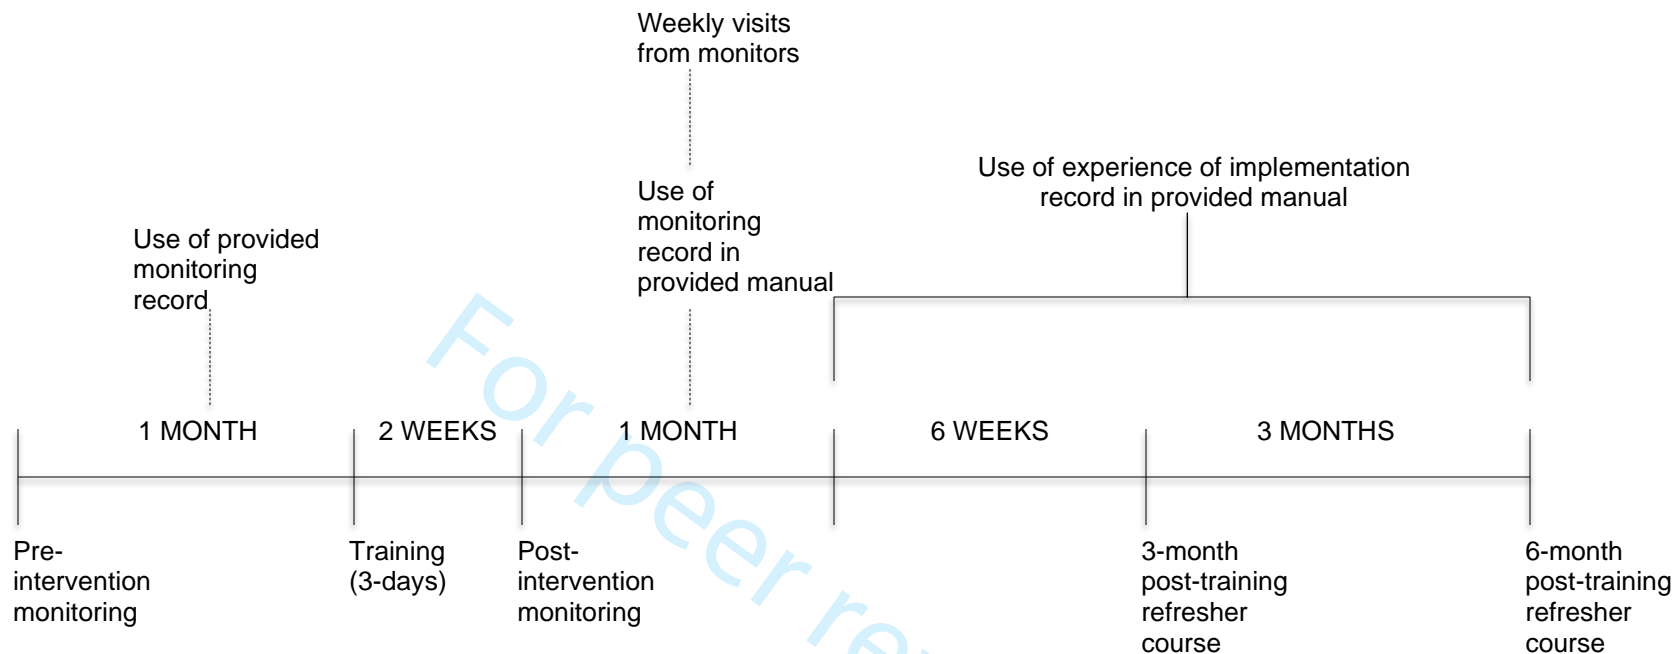 Weekly visits
from monitors
Use of experience of implementation
record in provided manual
Use of
monitoring
record in
provided manual
Use of provided
monitoring
record
1 MONTH
2 WEEKS
1 MONTH
6 WEEKS
3 MONTHS
Pre-
intervention
monitoring
Training
(3-days)
Post-
intervention
monitoring
3-month
post-training
refresher
course
6-month
post-training
refresher
course
For peer re